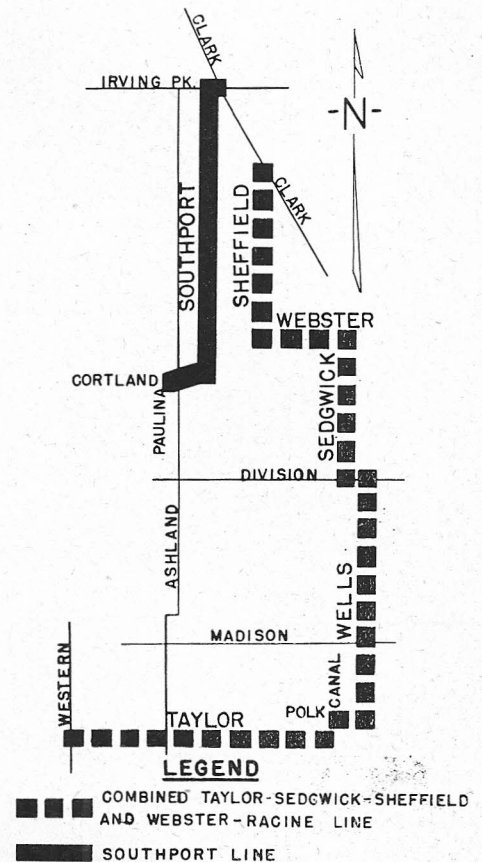 CLARK
IRVING PK.
-N-
CLARK
SOUTHPORT
SHEFFIELD
WEBSTER
CORTLAND
PAULINA
SEDGWICK
DIVISION
ASHLAND
WELLS
MADISON
WESTERN
CANAL
POLK
TAYLOR
LEGEND
COMBINED TAYLOR-SEDGWICK-SHEFFIELD
AND WEBSTER-RACINE LINE
SOUTHPORT LINE